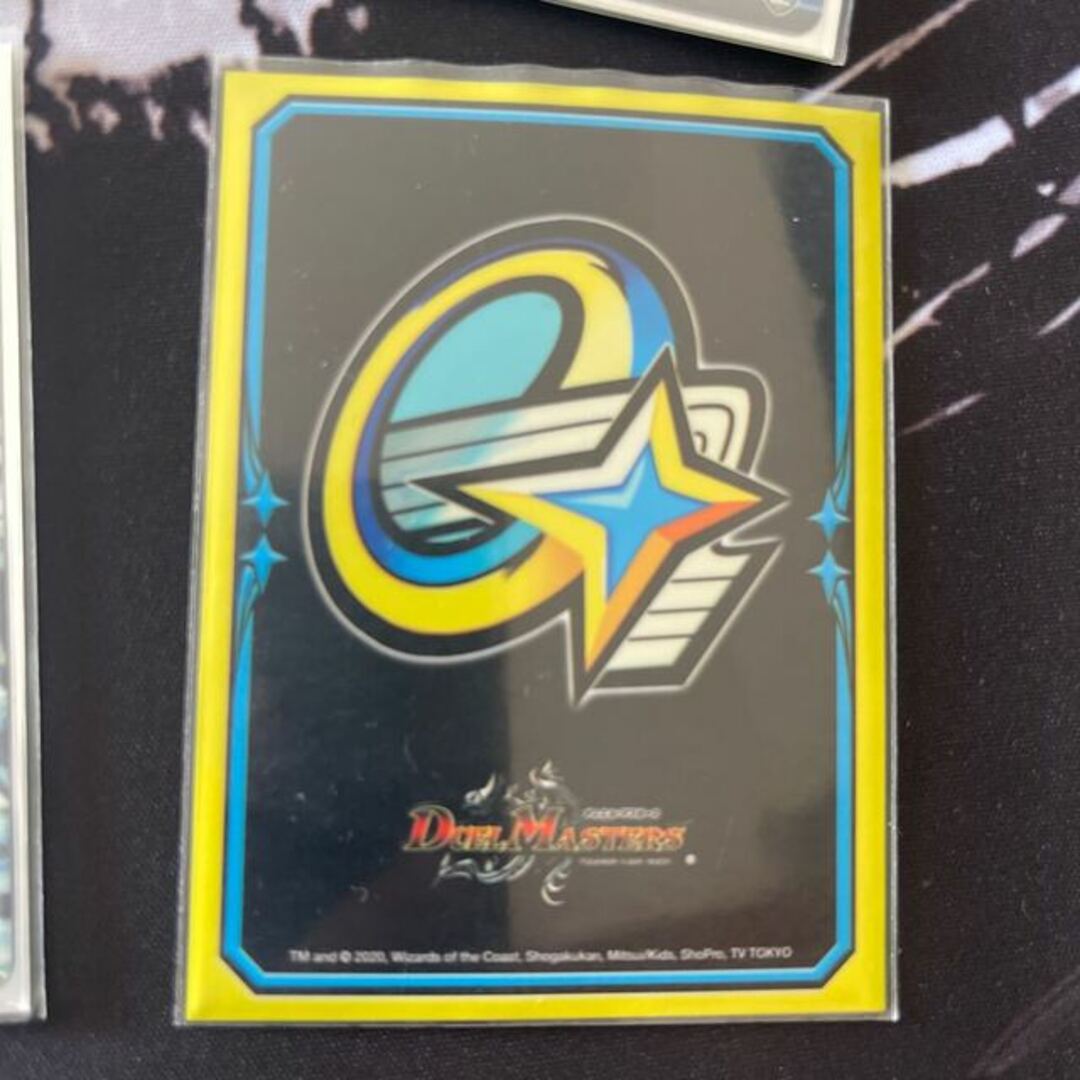 DUEL MASTERS
TM and © 2020, Wizards of the Coast, Shogakukan, Mitsui/Kids, ShoPro, TV TOKYO